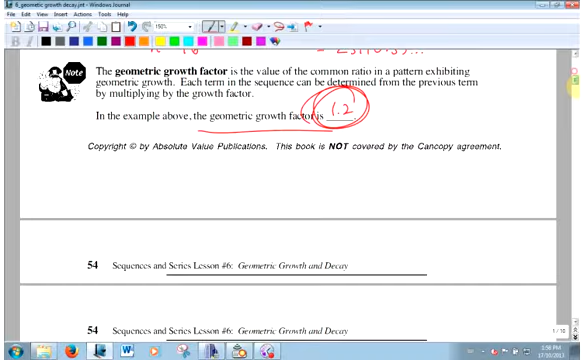 6_geometric growth decay.jnt - Windows Journal
File Edit View Insert Actions Tools Help
150%
Note
The geometric growth factor is the value of the common ratio in a pattern exhibiting
geometric growth. Each term in the sequence can be determined from the previous term
by multiplying by the growth factor.
In the example above, the geometric growth factor is 1.2.
Copyright © by Absolute Value Publications. This book is NOT covered by the Cancopy agreement.
54 Sequences and Series Lesson #6: Geometric Growth and Decay
1 / 10
54 Sequences and Series Lesson #6: Geometric Growth and Decay
2:56 PM
17/10/2013